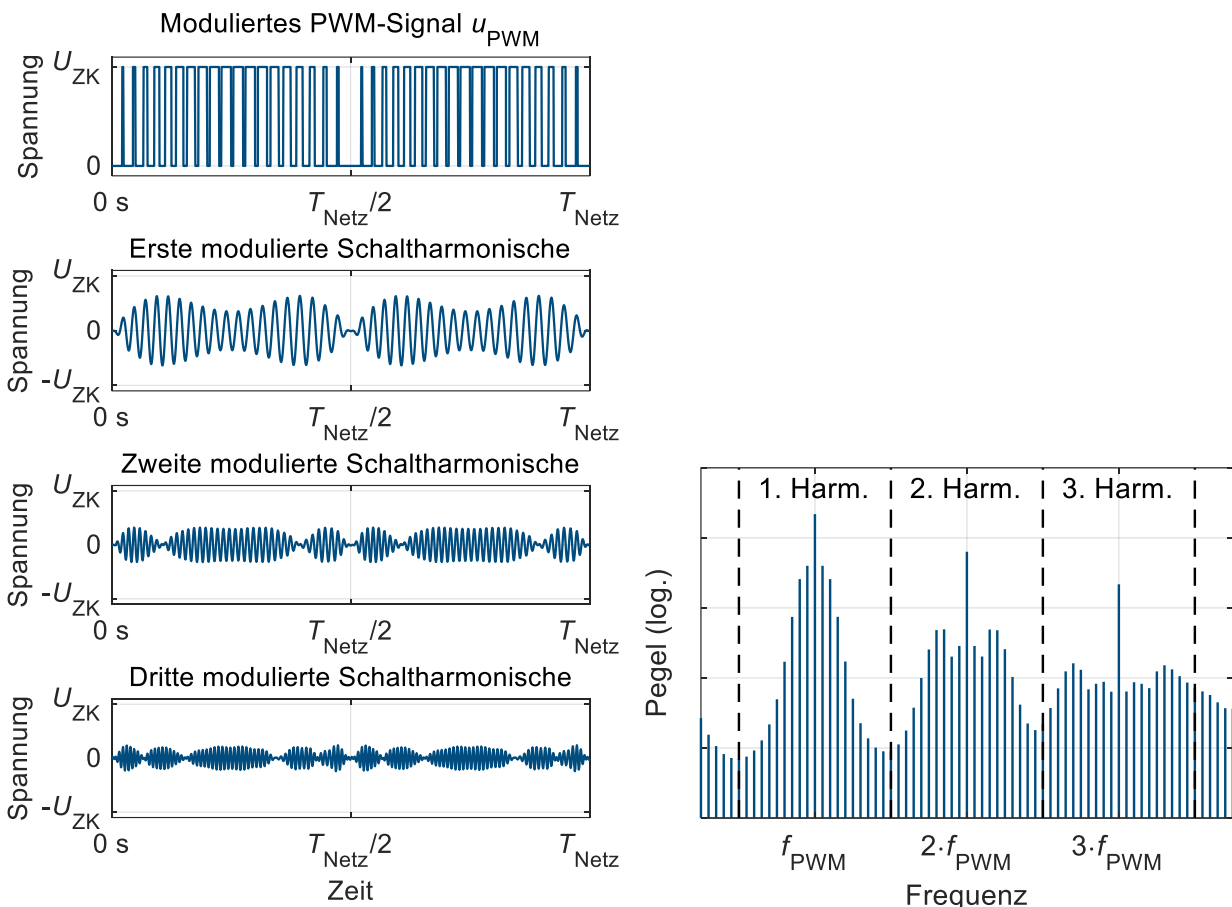 Moduliertes PWM-Signal uPWM
Spannung
UZK
0
0 s
TNetz/2
TNetz
Erste modulierte Schaltharmonische
Spannung
UZK
0
-UZK
0 s
TNetz/2
TNetz
Zweite modulierte Schaltharmonische
Spannung
UZK
0
-UZK
0 s
TNetz/2
TNetz
Dritte modulierte Schaltharmonische
Spannung
UZK
0
-UZK
0 s
TNetz/2
TNetz
Zeit
1. Harm.
2. Harm.
3. Harm.
Pegel (log.)
fPWM
2·fPWM
3·fPWM
Frequenz